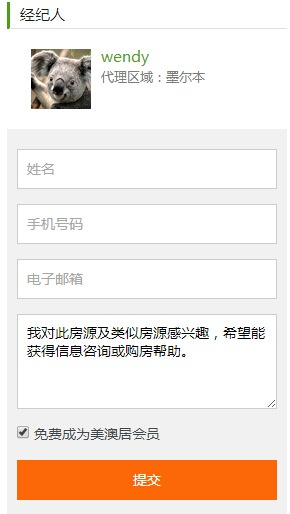 经纪人
wendy
代理区域：墨尔本
姓名
手机号码
电子邮箱
我对此房源及类似房源感兴趣，希望能
获得信息咨询或购房帮助。
免费成为美澳居会员
提交